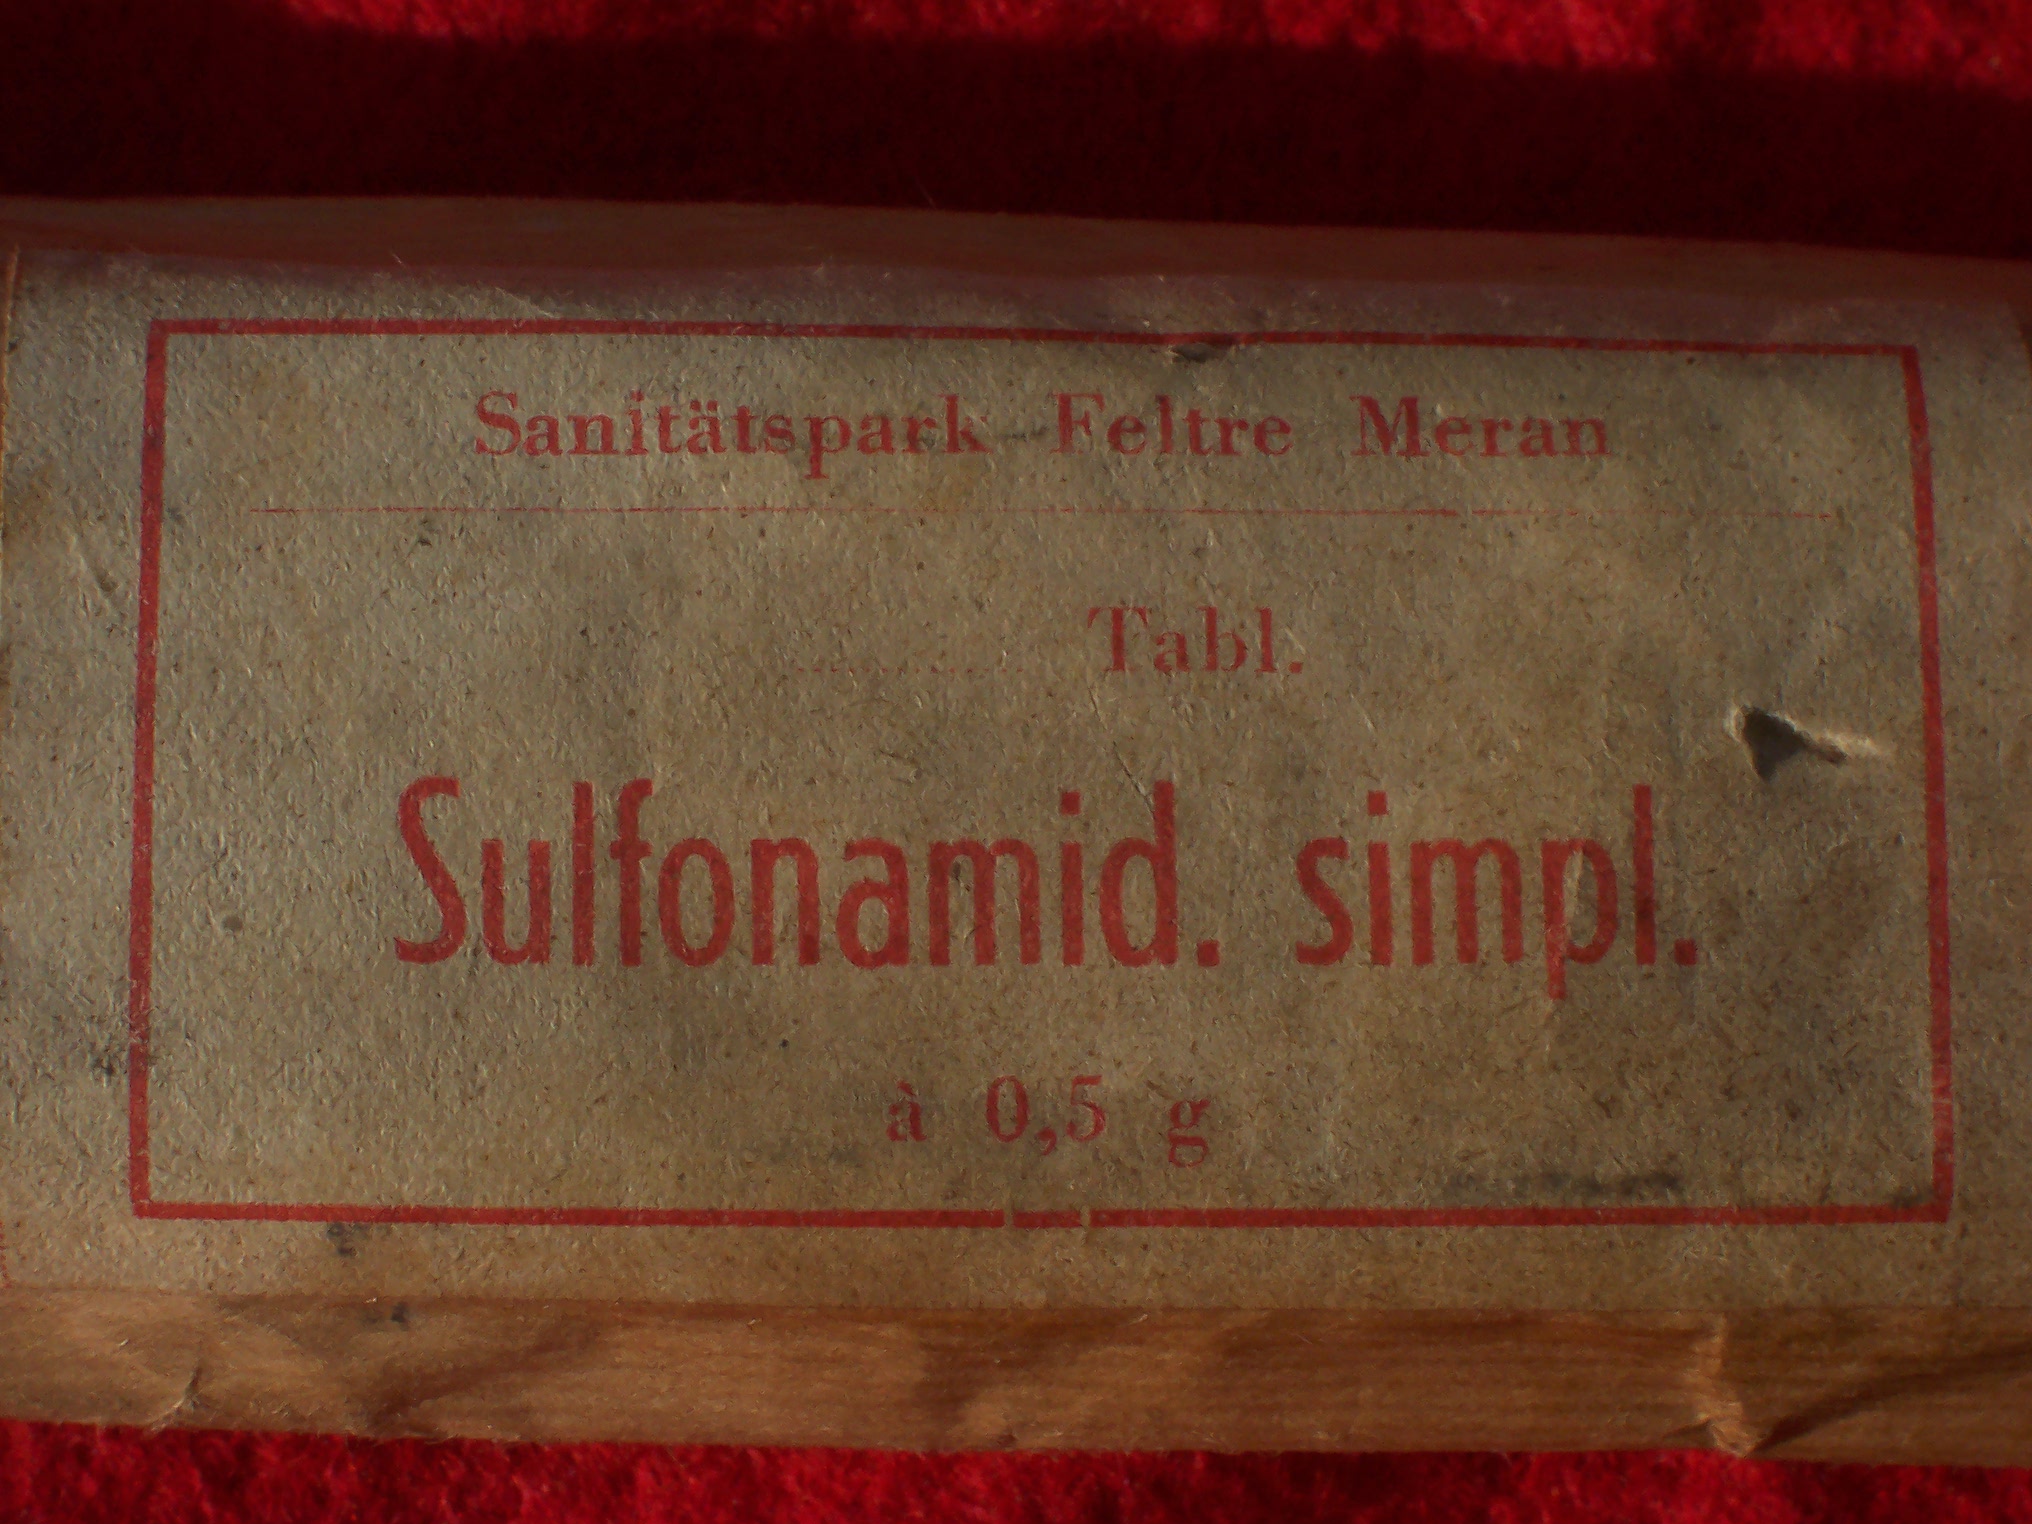 Sanitätspark Feltre Meran
............ Tabl.
Sulfonamid. simpl.
à 0,5 g